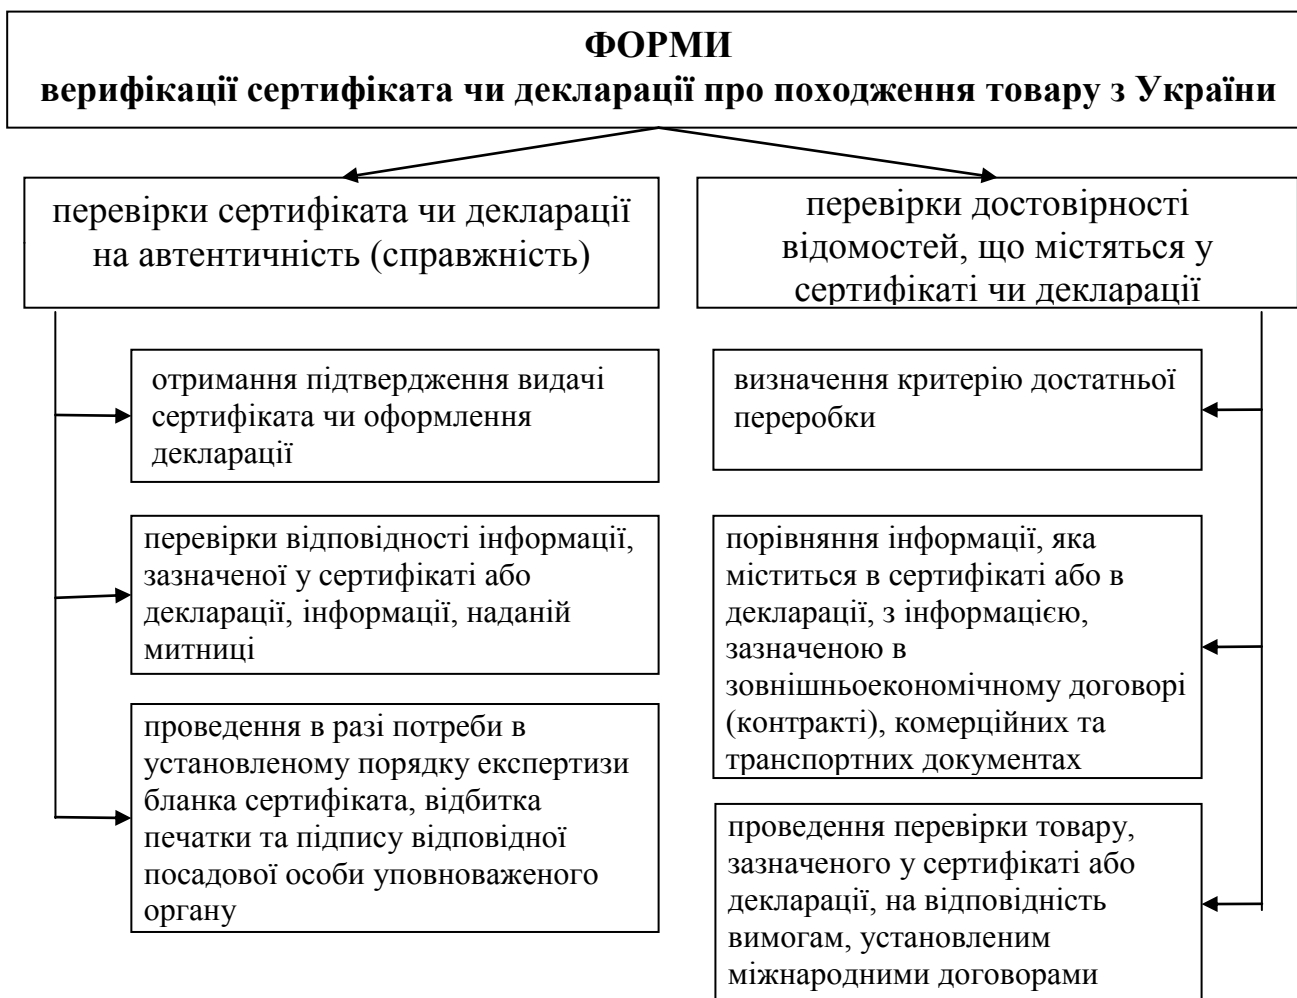 ФОРМИ
верифікації сертифіката чи декларації про походження товару з України
перевірки сертифіката чи декларації
на автентичність (справжність)
перевірки достовірності
відомостей, що містяться у
сертифікаті чи декларації
отримання підтвердження видачі
сертифіката чи оформлення
декларації
перевірки відповідності інформації,
зазначеної у сертифікаті або
декларації, інформації, наданій
митниці
проведення в разі потреби в
установленому порядку експертизи
бланка сертифіката, відбитка
печатки та підпису відповідної
посадової особи уповноваженого
органу
визначення критерію достатньої
переробки
порівняння інформації, яка
міститься в сертифікаті або в
декларації, з інформацією,
зазначеною в
зовнішньоекономічному договорі
(контракті), комерційних та
транспортних документах
проведення перевірки товару,
зазначеного у сертифікаті або
декларації, на відповідність
вимогам, установленим
міжнародними договорами